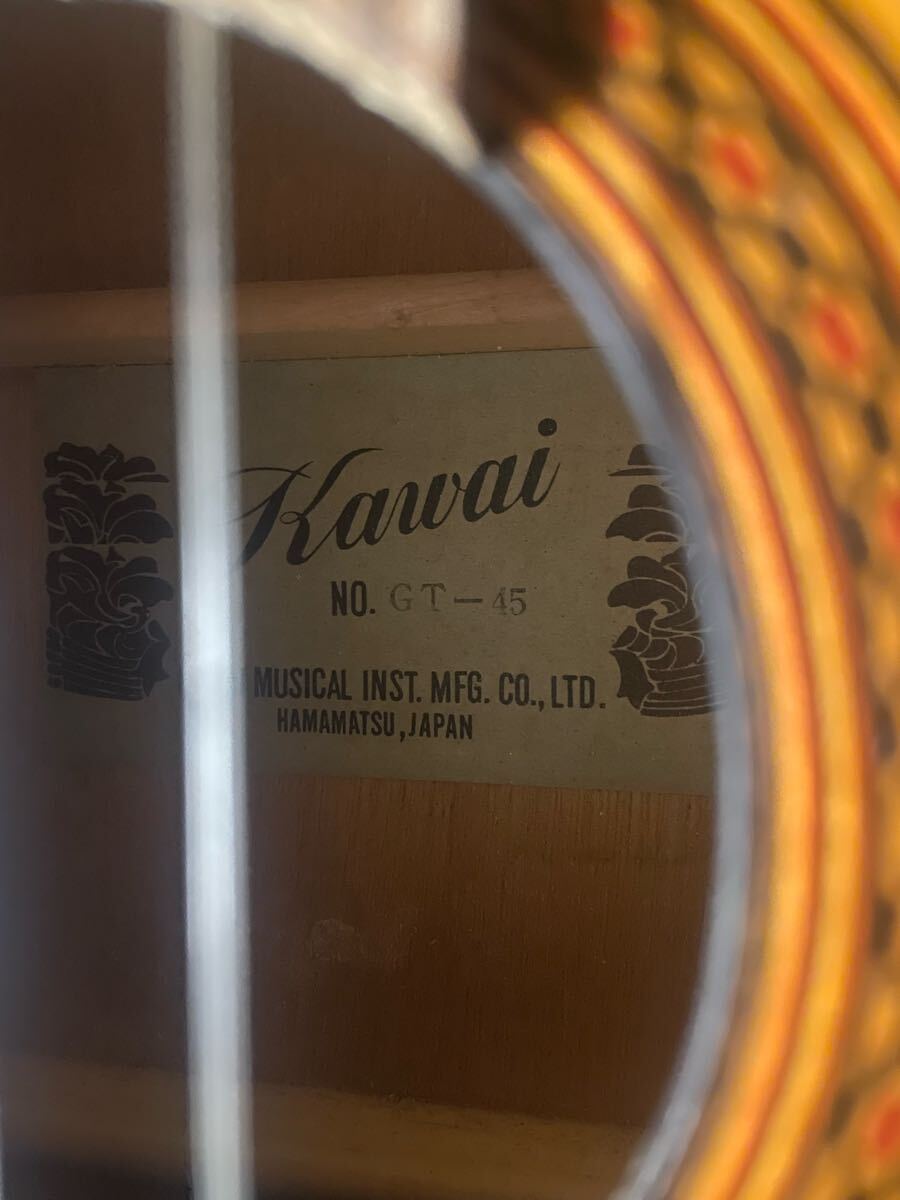 Kawai
NO. GT-45
MUSICAL INST. MFG. CO., LTD.
HAMAMATSU, JAPAN